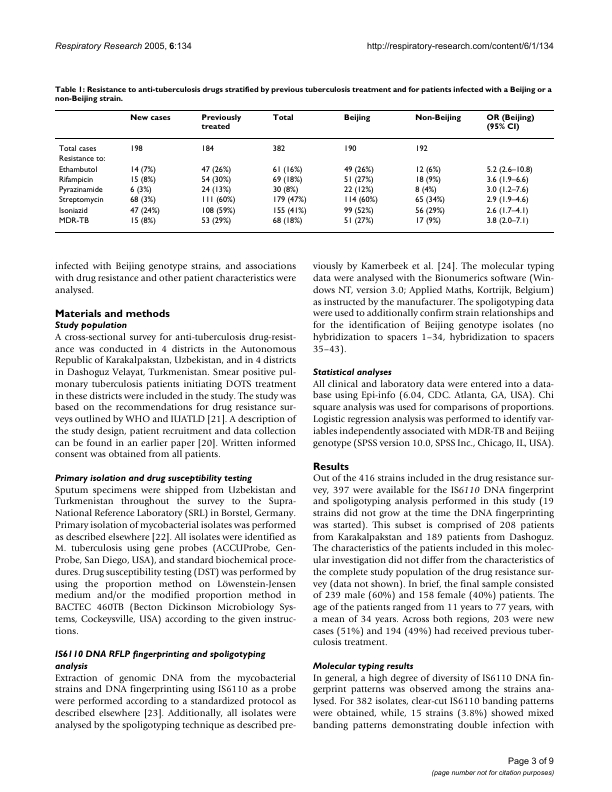 Respiratory Research 2005, 6:134
http://respiratory-research.com/content/6/1/134
Table 1: Resistance to anti-tuberculosis drugs stratified by previous tuberculosis treatment and for patients infected with a Beijing or a
non-Beijing strain.
New cases Previously treated Total Beijing Non-Beijing OR (Beijing) (95% CI)
Total cases 198 184 382 190 192
Resistance to:
Ethambutol 14 (7%) 47 (26%) 61 (16%) 49 (26%) 12 (6%) 5.2 (2.6–10.8)
Rifampicin 15 (8%) 54 (30%) 69 (18%) 51 (27%) 18 (9%) 3.6 (1.9–6.6)
Pyrazinamide 6 (3%) 24 (13%) 30 (8%) 22 (12%) 8 (4%) 3.0 (1.2–7.6)
Streptomycin 68 (3%) 111 (60%) 179 (47%) 114 (60%) 65 (34%) 2.9 (1.9–4.6)
Isoniazid 47 (24%) 108 (59%) 155 (41%) 99 (52%) 56 (29%) 2.6 (1.7–4.1)
MDR-TB 15 (8%) 53 (29%) 68 (18%) 51 (27%) 17 (9%) 3.8 (2.0–7.1)
infected with Beijing genotype strains, and associations
with drug resistance and other patient characteristics were
analysed.
Materials and methods
Study population
A cross-sectional survey for anti-tuberculosis drug-resist-
ance was conducted in 4 districts in the Autonomous
Republic of Karakalpakstan, Uzbekistan, and in 4 districts
in Dashoguz Velayat, Turkmenistan. Smear positive pul-
monary tuberculosis patients initiating DOTS treatment
in these districts were included in the study. The study was
based on the recommendations for drug resistance sur-
veys outlined by WHO and IUATLD [21]. A description of
the study design, patient recruitment and data collection
can be found in an earlier paper [20]. Written informed
consent was obtained from all patients.
Primary isolation and drug susceptibility testing
Sputum specimens were shipped from Uzbekistan and
Turkmenistan throughout the survey to the Supra-
National Reference Laboratory (SRL) in Borstel, Germany.
Primary isolation of mycobacterial isolates was performed
as described elsewhere [22]. All isolates were identified as
M. tuberculosis using gene probes (ACCUProbe, Gen-
Probe, San Diego, USA), and standard biochemical proce-
dures. Drug susceptibility testing (DST) was performed by
using the proportion method on Löwenstein-Jensen
medium and/or the modified proportion method in
BACTEC 460TB (Becton Dickinson Microbiology Sys-
tems, Cockeysville, USA) according to the given instruc-
tions.
IS6110 DNA RFLP fingerprinting and spoligotyping
analysis
Extraction of genomic DNA from the mycobacterial
strains and DNA fingerprinting using IS6110 as a probe
were performed according to a standardized protocol as
described elsewhere [23]. Additionally, all isolates were
analysed by the spoligotyping technique as described pre-
viously by Kamerbeek et al. [24]. The molecular typing
data were analysed with the Bionumerics software (Win-
dows NT, version 3.0; Applied Maths, Kortrijk, Belgium)
as instructed by the manufacturer. The spoligotyping data
were used to additionally confirm strain relationships and
for the identification of Beijing genotype isolates (no
hybridization to spacers 1–34, hybridization to spacers
35–43).
Statistical analyses
All clinical and laboratory data were entered into a data-
base using Epi-info (6.04, CDC. Atlanta, GA, USA). Chi
square analysis was used for comparisons of proportions.
Logistic regression analysis was performed to identify var-
iables independently associated with MDR-TB and Beijing
genotype (SPSS version 10.0, SPSS Inc., Chicago, IL, USA).
Results
Out of the 416 strains included in the drug resistance sur-
vey, 397 were available for the IS6110 DNA fingerprint
and spoligotyping analysis performed in this study (19
strains did not grow at the time the DNA fingerprinting
was started). This subset is comprised of 208 patients
from Karakalpakstan and 189 patients from Dashoguz.
The characteristics of the patients included in this molec-
ular investigation did not differ from the characteristics of
the complete study population of the drug resistance sur-
vey (data not shown). In brief, the final sample consisted
of 239 male (60%) and 158 female (40%) patients. The
age of the patients ranged from 11 years to 77 years, with
a mean of 34 years. Across both regions, 203 were new
cases (51%) and 194 (49%) had received previous tuber-
culosis treatment.
Molecular typing results
In general, a high degree of diversity of IS6110 DNA fin-
gerprint patterns was observed among the strains ana-
lysed. For 382 isolates, clear-cut IS6110 banding patterns
were obtained, while, 15 strains (3.8%) showed mixed
banding patterns demonstrating double infection with
Page 3 of 9
(page number not for citation purposes)